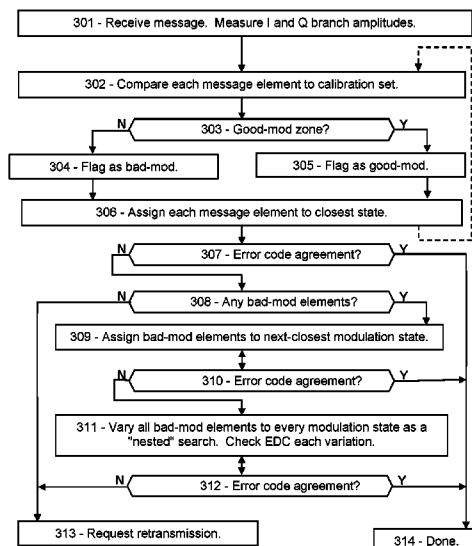 301 - Receive message.  Measure I and Q branch amplitudes.
302 - Compare each message element to calibration set.
N
303 - Good-mod zone?
Y
304 - Flag as bad-mod.
305 - Flag as good-mod.
306 - Assign each message element to closest state.
N
307 - Error code agreement?
Y
N
308 - Any bad-mod elements?
Y
309 - Assign bad-mod elements to next-closest modulation state.
N
310 - Error code agreement?
Y
311 - Vary all bad-mod elements to every modulation state as a
"nested" search.  Check EDC each variation.
N
312 - Error code agreement?
Y
313 - Request retransmission.
314 - Done.